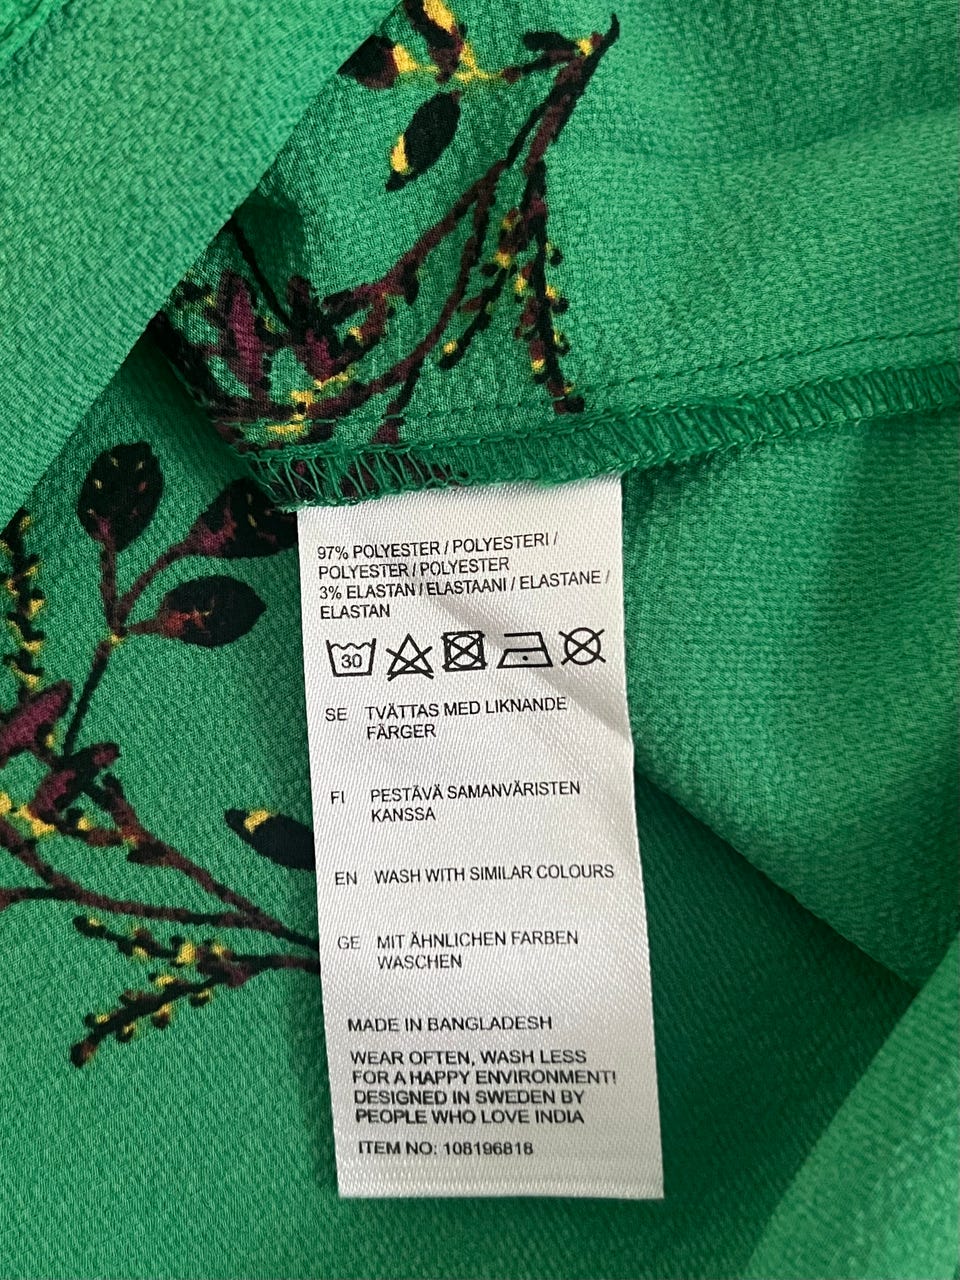 97% POLYESTER / POLYESTERI /
POLYESTER / POLYESTER
3% ELASTAN / ELASTAANI / ELASTANE /
ELASTAN
30
SE TVÄTTAS MED LIKNANDE
FÄRGER
FI PESTÄVÄ SAMANVÄRISTEN
KANSSA
EN WASH WITH SIMILAR COLOURS
GE MIT ÄHNLICHEN FARBEN
WASCHEN
MADE IN BANGLADESH
WEAR OFTEN, WASH LESS
FOR A HAPPY ENVIRONMENT!
DESIGNED IN SWEDEN BY
PEOPLE WHO LOVE INDIA
ITEM NO: 108196818